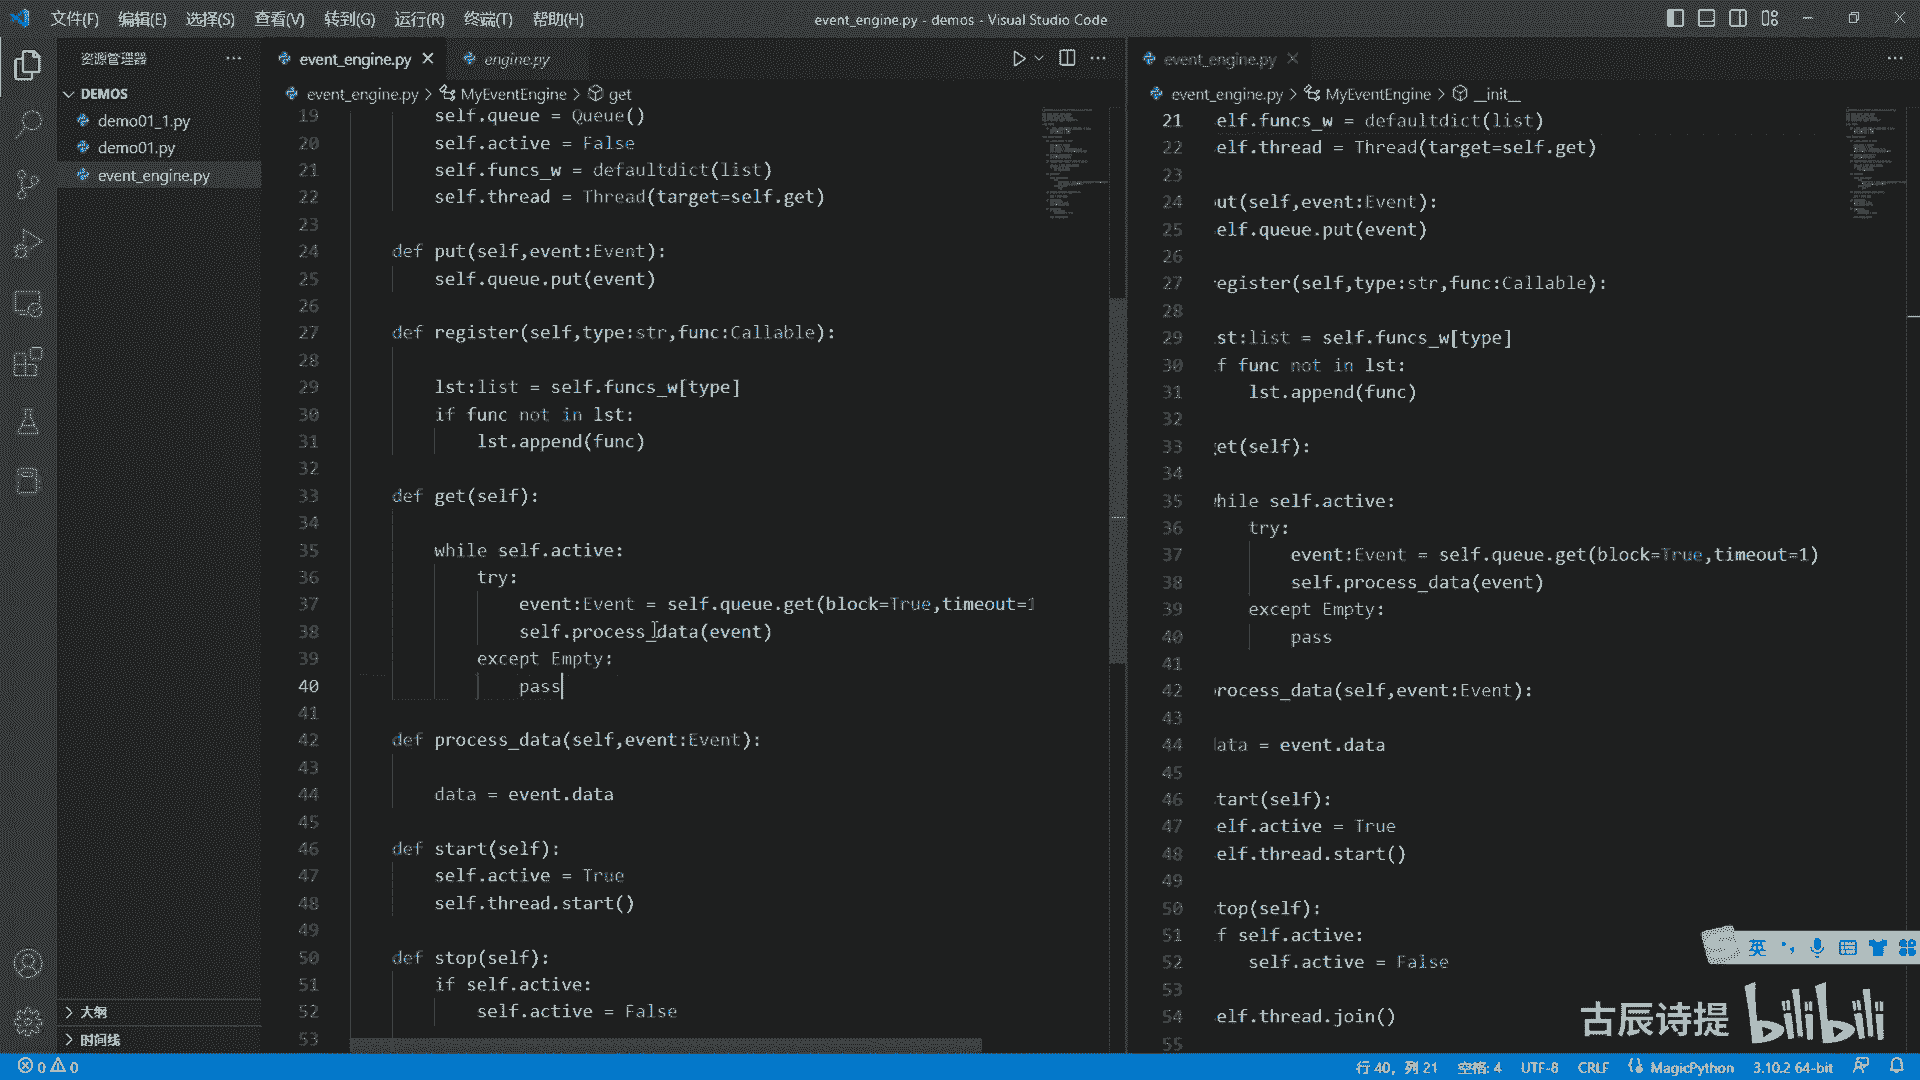 文件(F) 编辑(E) 选择(S) 查看(V) 转到(G) 运行(R) 终端(T) 帮助(H)
event_engine.py - demos - Visual Studio Code
资源管理器
DEMOS
demo01_1.py
demo01.py
event_engine.py
大纲
时间线
event_engine.py
engine.py
event_engine.py > MyEventEngine > get
19 self.queue = Queue()
20 self.active = False
21 self.funcs_w = defaultdict(list)
22 self.thread = Thread(target=self.get)
23
24 def put(self,event:Event):
25 self.queue.put(event)
26
27 def register(self,type:str,func:Callable):
28
29 lst:list = self.funcs_w[type]
30 if func not in lst:
31 lst.append(func)
32
33 def get(self):
34
35 while self.active:
36 try:
37 event:Event = self.queue.get(block=True,timeout=1
38 self.process_data(event)
39 except Empty:
40 pass
41
42 def process_data(self,event:Event):
43
44 data = event.data
45
46 def start(self):
47 self.active = True
48 self.thread.start()
49
50 def stop(self):
51 if self.active:
52 self.active = False
53
event_engine.py
event_engine.py > MyEventEngine > __init__
21 elf.funcs_w = defaultdict(list)
22 elf.thread = Thread(target=self.get)
23
24 ut(self,event:Event):
25 elf.queue.put(event)
26
27 egister(self,type:str,func:Callable):
28
29 st:list = self.funcs_w[type]
30 f func not in lst:
31 lst.append(func)
32
33 et(self):
34
35 hile self.active:
36 try:
37 event:Event = self.queue.get(block=True,timeout=1)
38 self.process_data(event)
39 except Empty:
40 pass
41
42 rocess_data(self,event:Event):
43
44 ata = event.data
45
46 tart(self):
47 elf.active = True
48 elf.thread.start()
49
50 top(self):
51 f self.active:
52 self.active = False
53
54 elf.thread.join()
55
英
古辰诗提 bilibili
0 0
行 40, 列 21 空格: 4 UTF-8 CRLF MagicPython 3.10.2 64-bit